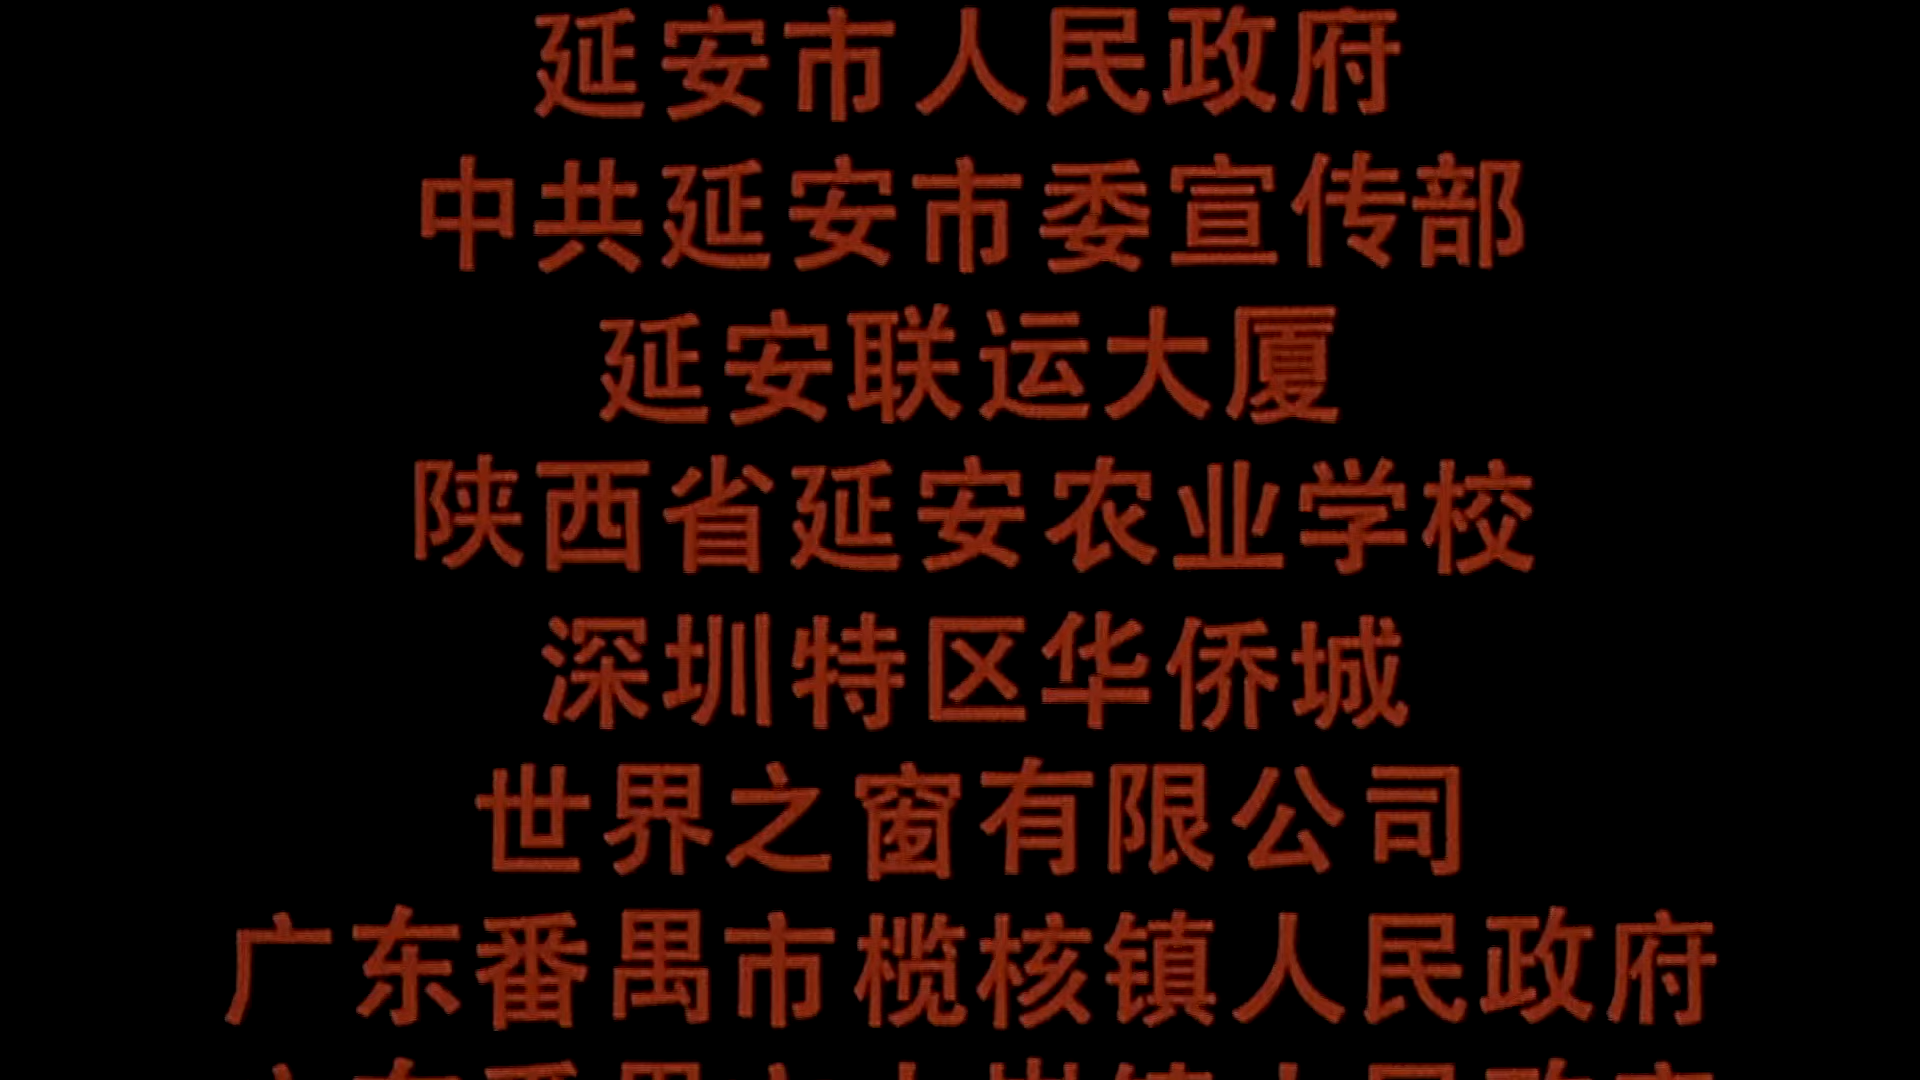 延安市人民政府
中共延安市委宣传部
延安联运大厦
陕西省延安农业学校
深圳特区华侨城
世界之窗有限公司
广东番禺市榄核镇人民政府